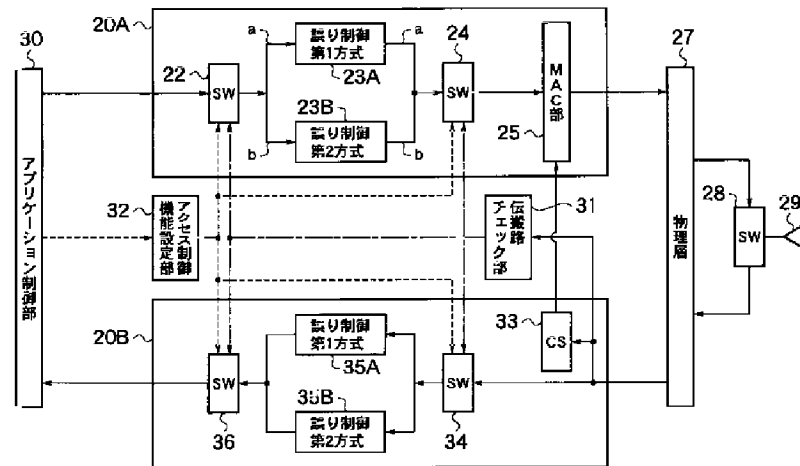 30
アプリケーション制御部
20A
22
SW
a
a
誤り制御
第1方式
23A
23B
誤り制御
第2方式
b
b
24
SW
MAC部
25
27
物理層
28
SW
29
32
アクセス制御
機能設定部
31
伝搬路
チェック部
20B
33
CS
誤り制御
第1方式
35A
35B
誤り制御
第2方式
SW
36
SW
34